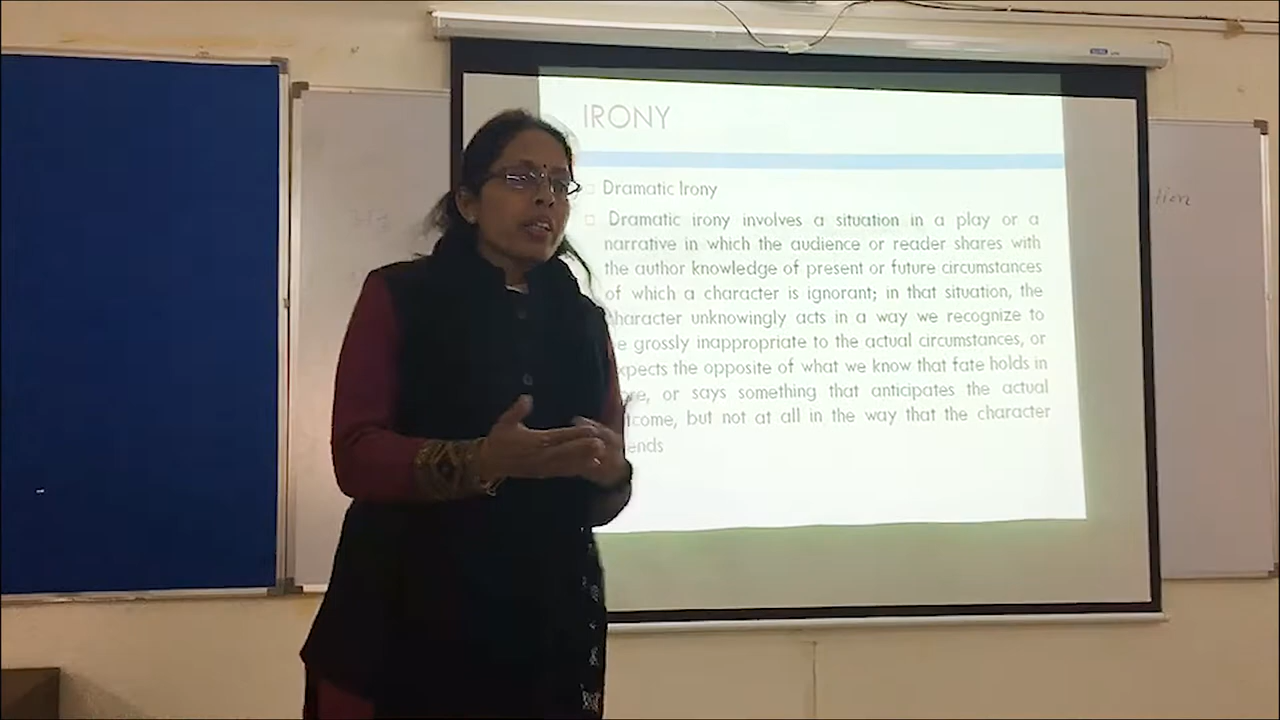 IRONY
Dramatic Irony
Dramatic irony involves a situation in a play or a
narrative in which the audience or reader shares with
the author knowledge of present or future circumstances
of which a character is ignorant; in that situation, the
character unknowingly acts in a way we recognize to
grossly inappropriate to the actual circumstances, or
expects the opposite of what we know that fate holds in
or says something that anticipates the actual
but not at all in the way that the character